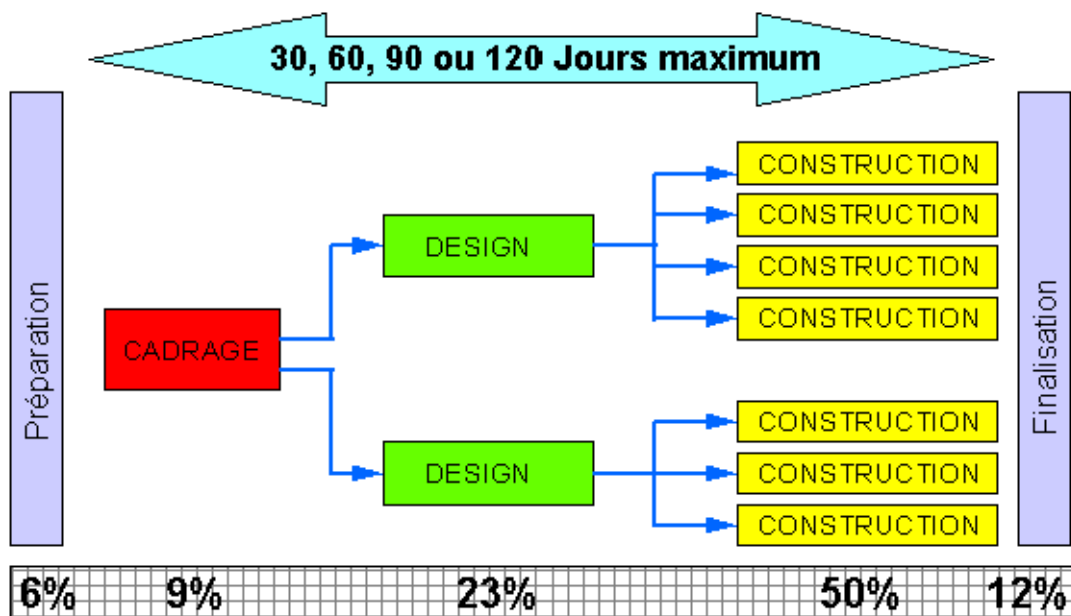 30, 60, 90 ou 120 Jours maximum
Préparation
CADRAGE
DESIGN
DESIGN
CONSTRUCTION
CONSTRUCTION
CONSTRUCTION
CONSTRUCTION
CONSTRUCTION
CONSTRUCTION
CONSTRUCTION
Finalisation
6% 9% 23% 50% 12%